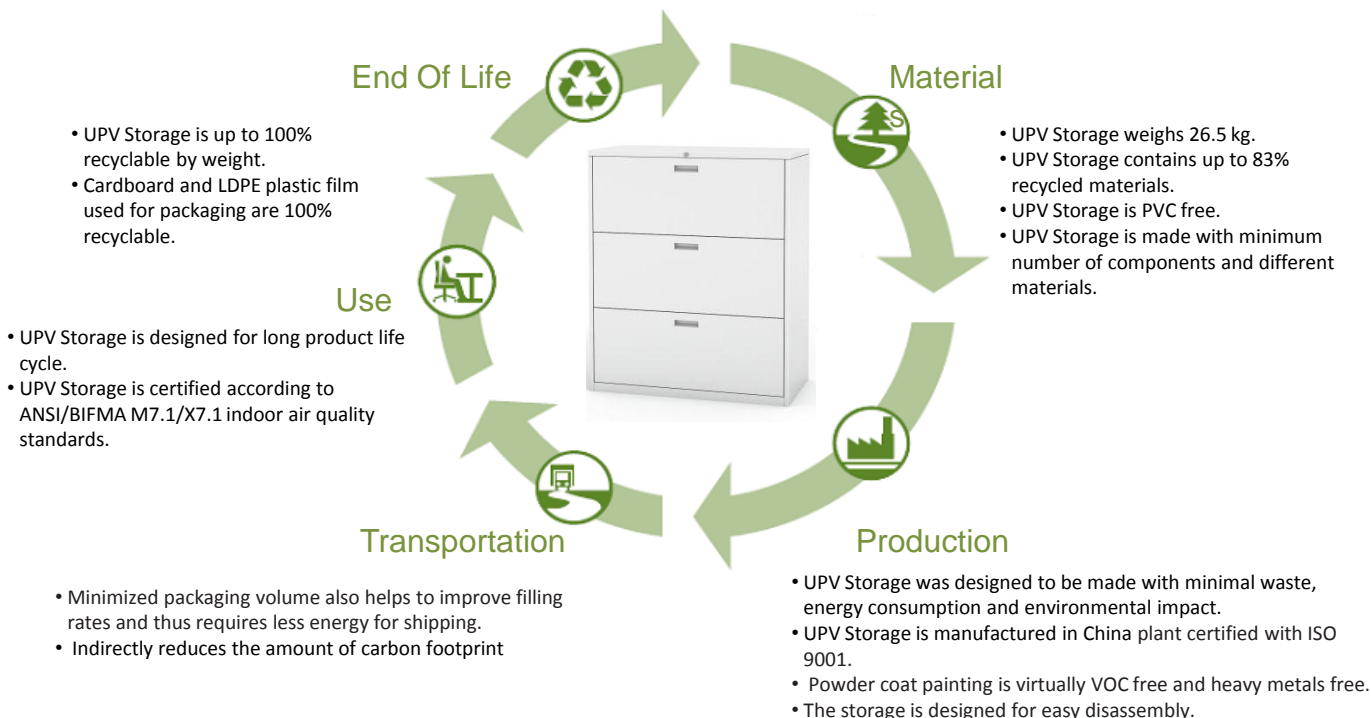 End Of Life
• UPV Storage is up to 100%
recyclable by weight.
• Cardboard and LDPE plastic film
used for packaging are 100%
recyclable.
Material
S
• UPV Storage weighs 26.5 kg.
• UPV Storage contains up to 83%
recycled materials.
• UPV Storage is PVC free.
• UPV Storage is made with minimum
number of components and different
materials.
Use
• UPV Storage is designed for long product life
cycle.
• UPV Storage is certified according to
ANSI/BIFMA M7.1/X7.1 indoor air quality
standards.
Transportation
• Minimized packaging volume also helps to improve filling
rates and thus requires less energy for shipping.
• Indirectly reduces the amount of carbon footprint
Production
• UPV Storage was designed to be made with minimal waste,
energy consumption and environmental impact.
• UPV Storage is manufactured in China plant certified with ISO
9001.
• Powder coat painting is virtually VOC free and heavy metals free.
• The storage is designed for easy disassembly.